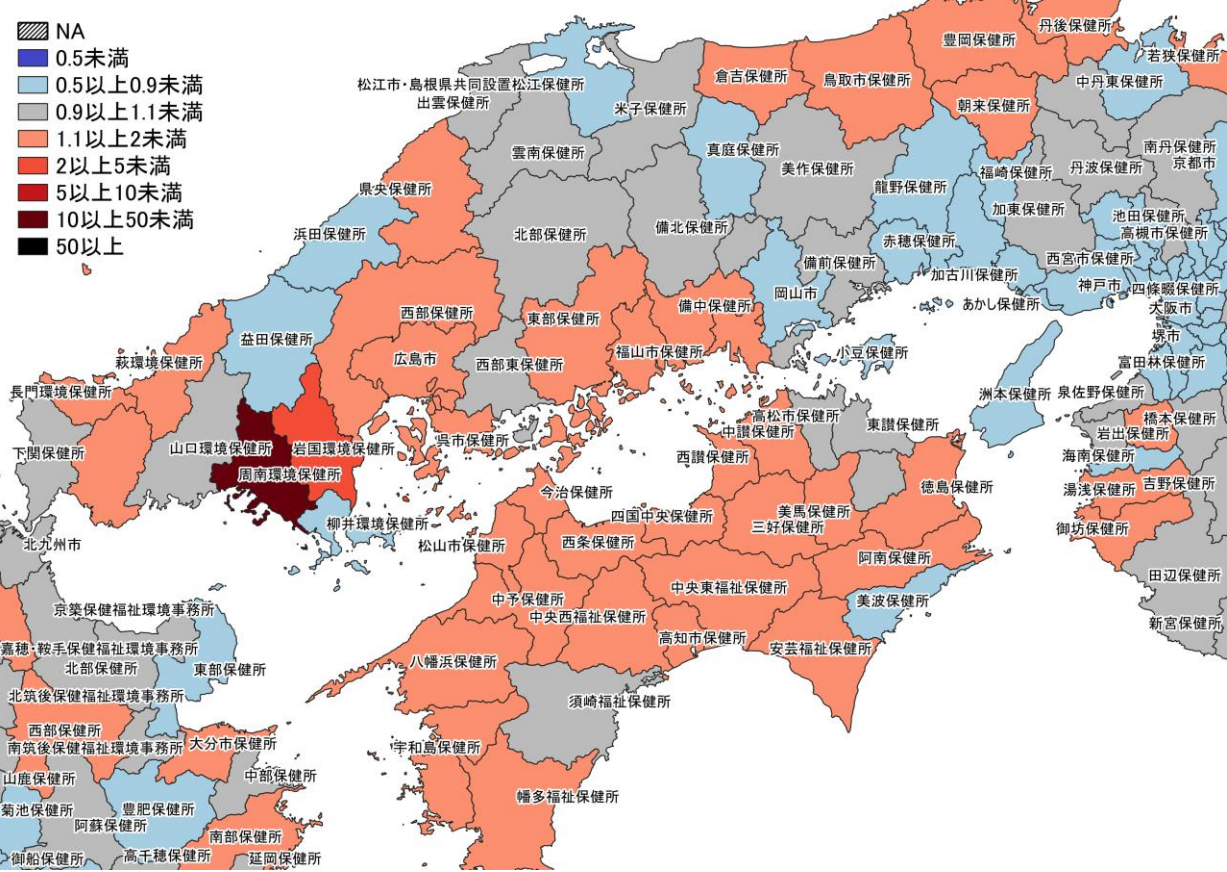 NA
0.5未満
0.5以上0.9未満
0.9以上1.1未満
1.1以上2未満
2以上5未満
5以上10未満
10以上50未満
50以上
丹後保健所
豊岡保健所
若狭保健所
倉吉保健所
鳥取市保健所
中丹東保健所
松江市・島根県共同設置松江保健所
出雲保健所
米子保健所
朝来保健所
雲南保健所
真庭保健所
美作保健所
南丹保健所
京都市
県央保健所
龍野保健所
福崎保健所
丹波保健所
浜田保健所
北部保健所
備北保健所
加東保健所
池田保健所
高槻市保健所
赤穂保健所
備前保健所
西宮市保健所
加古川保健所
神戸市
四條畷保健所
岡山市
あかし保健所
大阪市
西部保健所
東部保健所
備中保健所
益田保健所
堺市
萩環境保健所
広島市
西部東保健所
福山市保健所
小豆保健所
富田林保健所
長門環境保健所
洲本保健所
泉佐野保健所
高松市保健所
橋本保健所
東讃保健所
中讃保健所
岩出保健所
呉市保健所
山口環境保健所
岩国環境保健所
下関保健所
西讃保健所
海南保健所
周南環境保健所
徳島保健所
湯浅保健所
吉野保健所
今治保健所
美馬保健所
四国中央保健所
三好保健所
柳井環境保健所
御坊保健所
北九州市
松山市保健所
西条保健所
阿南保健所
田辺保健所
中央東福祉保健所
中予保健所
美波保健所
京築保健福祉環境事務所
中央西福祉保健所
新宮保健所
高知市保健所
嘉穂・鞍手保健福祉環境事務所
安芸福祉保健所
八幡浜保健所
北部保健所
東部保健所
北筑後保健福祉環境事務所
須崎福祉保健所
西部保健所
南筑後保健福祉環境事務所
大分市保健所
宇和島保健所
山鹿保健所
中部保健所
幡多福祉保健所
菊池保健所
豊肥保健所
阿蘇保健所
南部保健所
御船保健所
高千穂保健所
延岡保健所